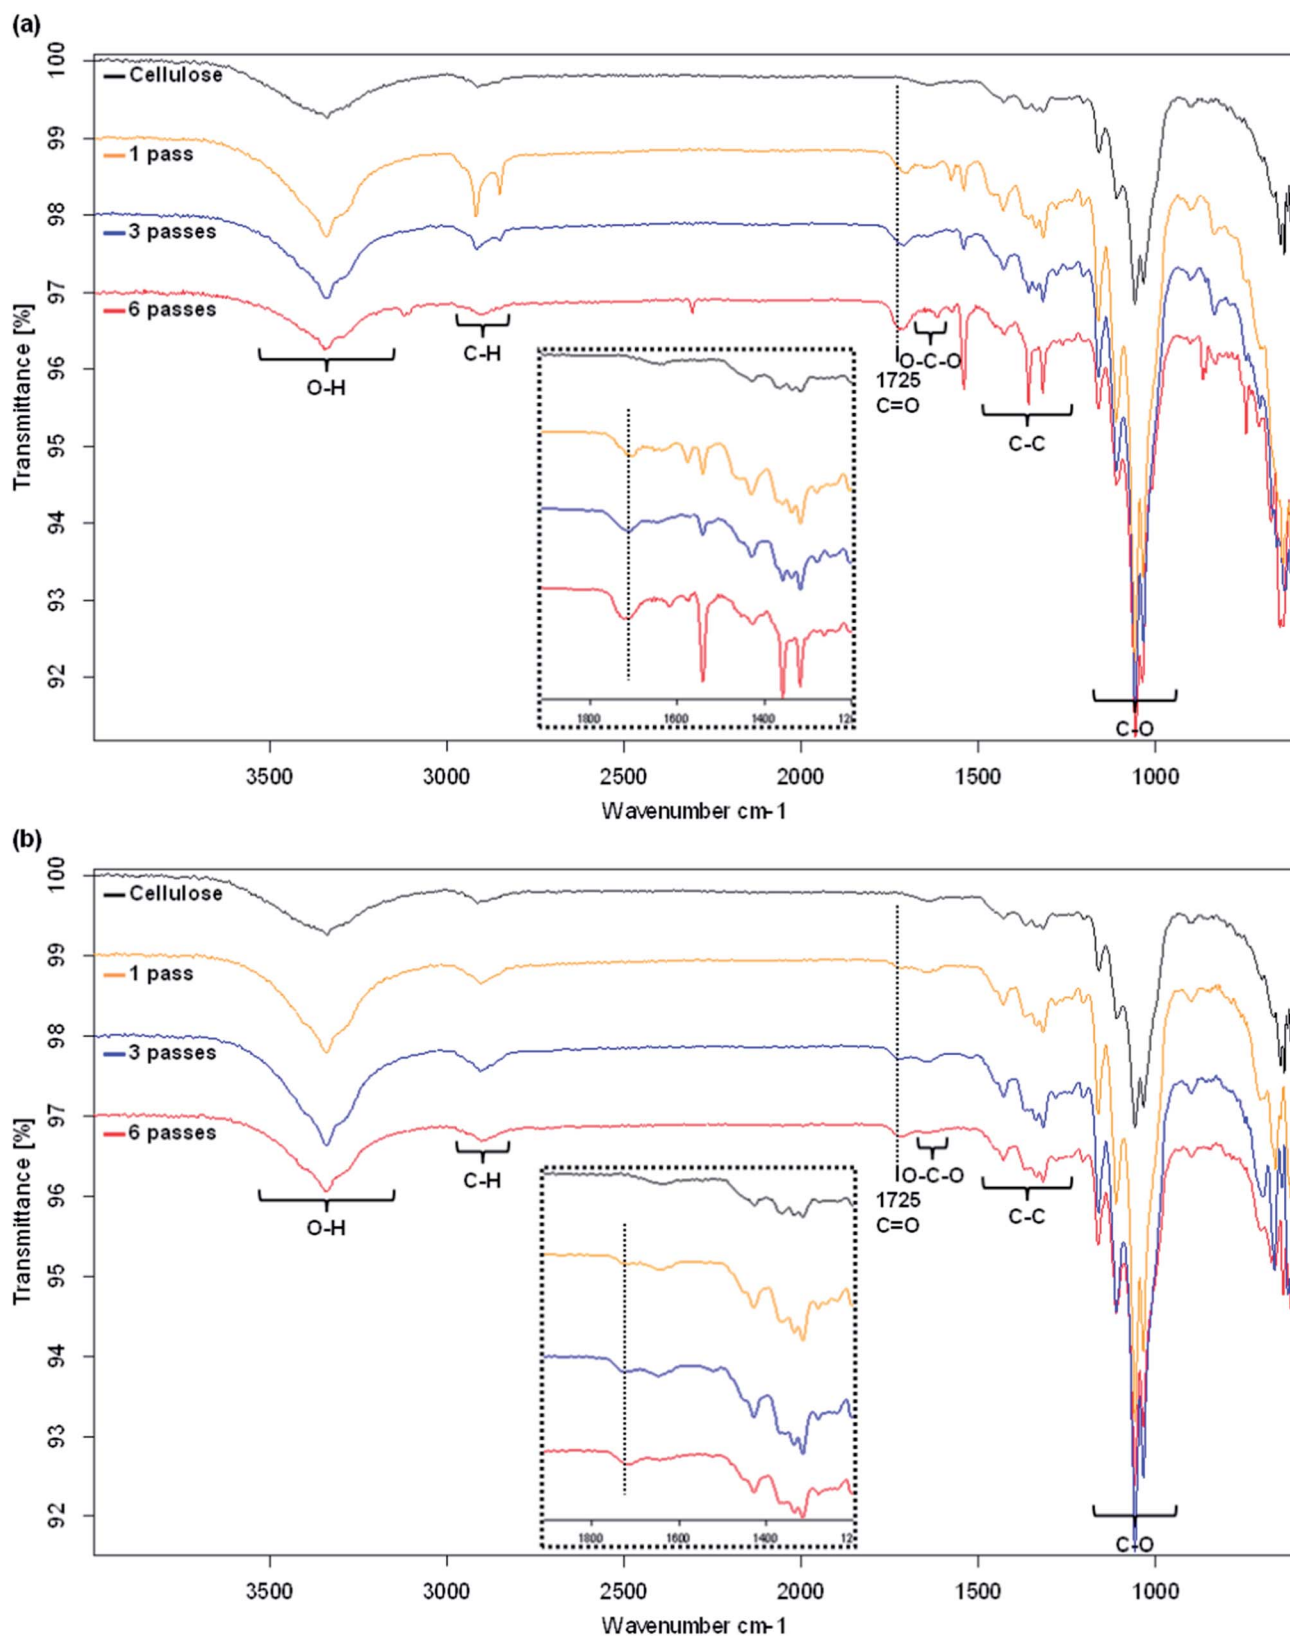 (a)
Transmittance [%]
100
99
98
97
96
95
94
93
92
Cellulose
1 pass
3 passes
6 passes
O-H
C-H
1725
C=O
O-C-O
C-C
C-O
1800 1600 1400 12
3500 3000 2500 2000 1500 1000
Wavenumber cm-1
(b)
Transmittance [%]
100
99
98
97
96
95
94
93
92
Cellulose
1 pass
3 passes
6 passes
O-H
C-H
1725
C=O
O-C-O
C-C
C-O
1800 1600 1400 12
3500 3000 2500 2000 1500 1000
Wavenumber cm-1